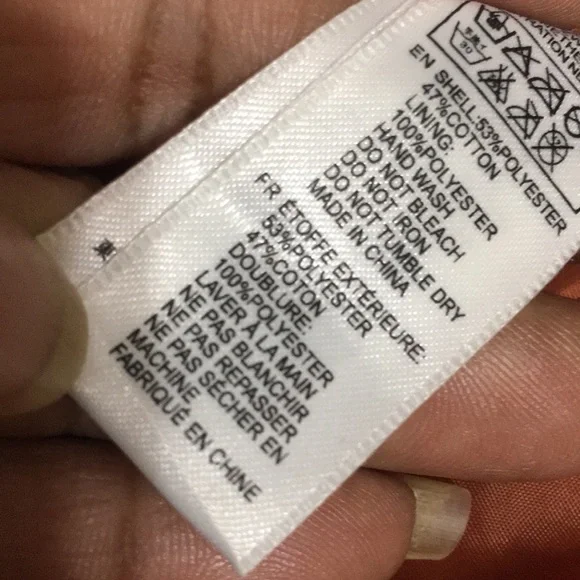 EN SHELL:53%POLYESTER
47%COTTON
LINING:
100%POLYESTER
HAND WASH
DO NOT BLEACH
DO NOT IRON
DO NOT TUMBLE DRY
MADE IN CHINA
FR ÉTOFFE EXTÉRIEURE:
53%POLYESTER
47%COTON
DOUBLURE:
100%POLYESTER
LAVER À LA MAIN
NE PAS BLANCHIR
NE PAS REPASSER
NE PAS SÉCHER EN
MACHINE
FABRIQUÉ EN CHINE